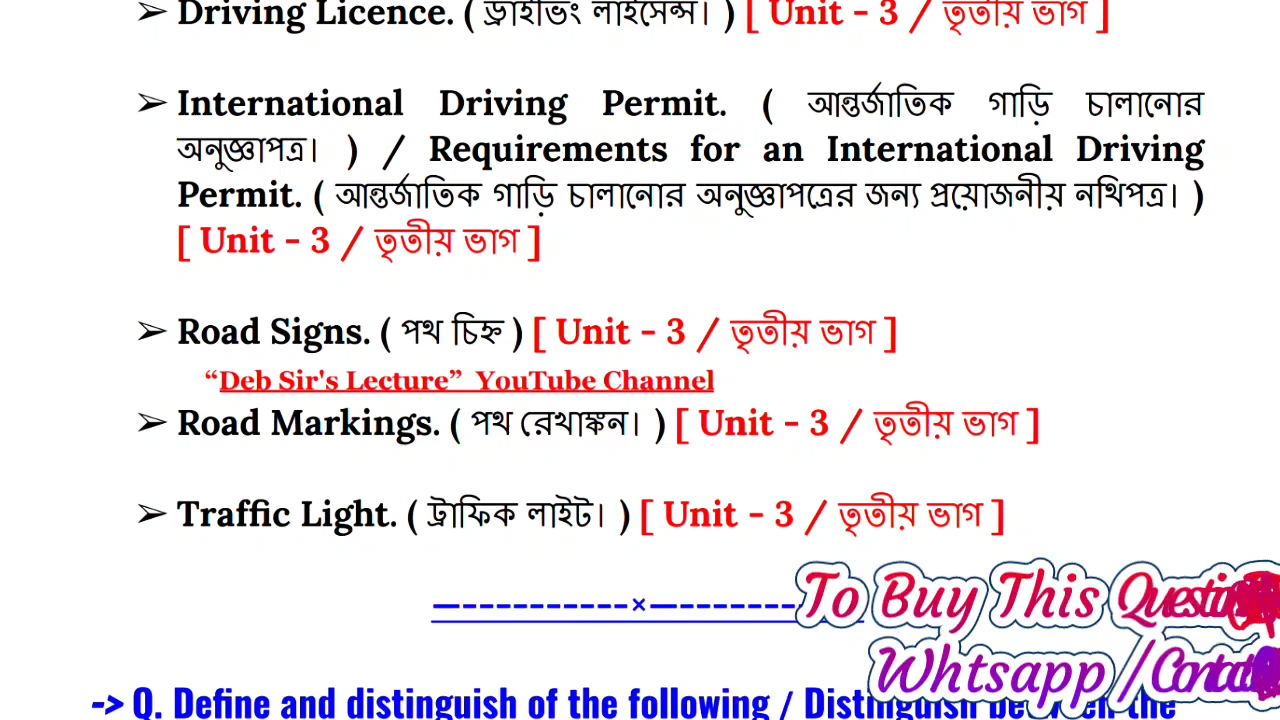 ➢ Driving Licence. ( ড্রাইভিং লাইসেন্স। ) [ Unit - 3 / তৃতীয় ভাগ ]
➢ International Driving Permit. ( আন্তর্জাতিক গাড়ি চালানোর
অনুজ্ঞাপত্র। ) / Requirements for an International Driving
Permit. ( আন্তর্জাতিক গাড়ি চালানোর অনুজ্ঞাপত্রের জন্য প্রয়োজনীয় নথিপত্র। )
[ Unit - 3 / তৃতীয় ভাগ ]
➢ Road Signs. ( পথ চিহ্ন ) [ Unit - 3 / তৃতীয় ভাগ ]
“Deb Sir's Lecture” YouTube Channel
➢ Road Markings. ( পথ রেখাঙ্কন। ) [ Unit - 3 / তৃতীয় ভাগ ]
➢ Traffic Light. ( ট্রাফিক লাইট। ) [ Unit - 3 / তৃতীয় ভাগ ]
To Buy This
Whtsapp /
-> Q. Define and distinguish of the following / Distinguish between the